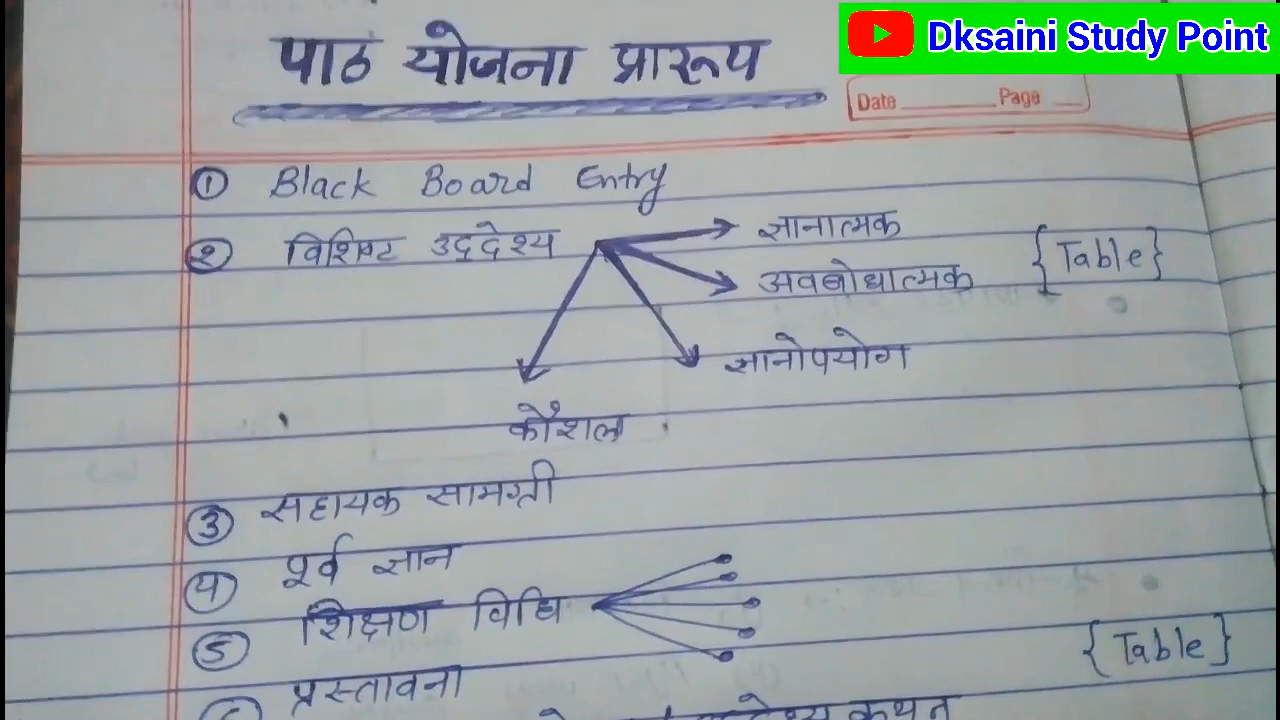 Dksaini Study Point
पाठ योजना प्रारूप
Date Page
① Black Board Entry
② विशिष्ट उद्देश्य
ज्ञानात्मक
अवबोधात्मक {Table}
ज्ञानोपयोग
कौशल
③ सहायक सामग्री
④ पूर्व ज्ञान
⑤ शिक्षण विधि
{Table}
प्रस्तावना
कथन